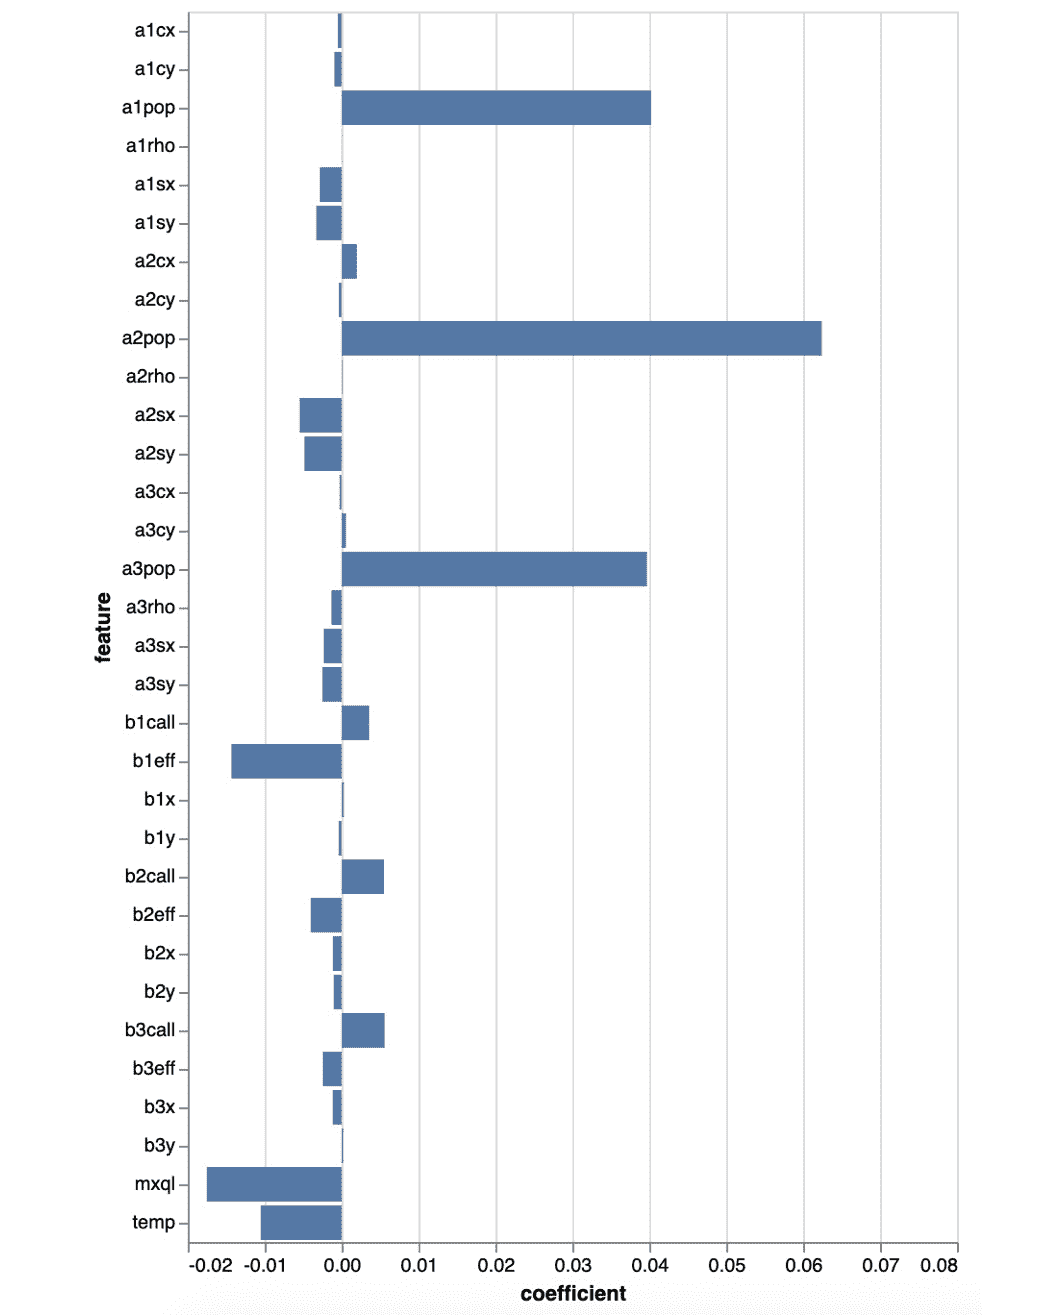 a1cx
a1cy
a1pop
a1rho
a1sx
a1sy
a2cx
a2cy
a2pop
a2rho
a2sx
a2sy
a3cx
a3cy
a3pop
a3rho
a3sx
a3sy
b1call
b1eff
b1x
b1y
b2call
b2eff
b2x
b2y
b3call
b3eff
b3x
b3y
mxql
temp
feature
-0.02 -0.01 0.00 0.01 0.02 0.03 0.04 0.05 0.06 0.07 0.08
coefficient